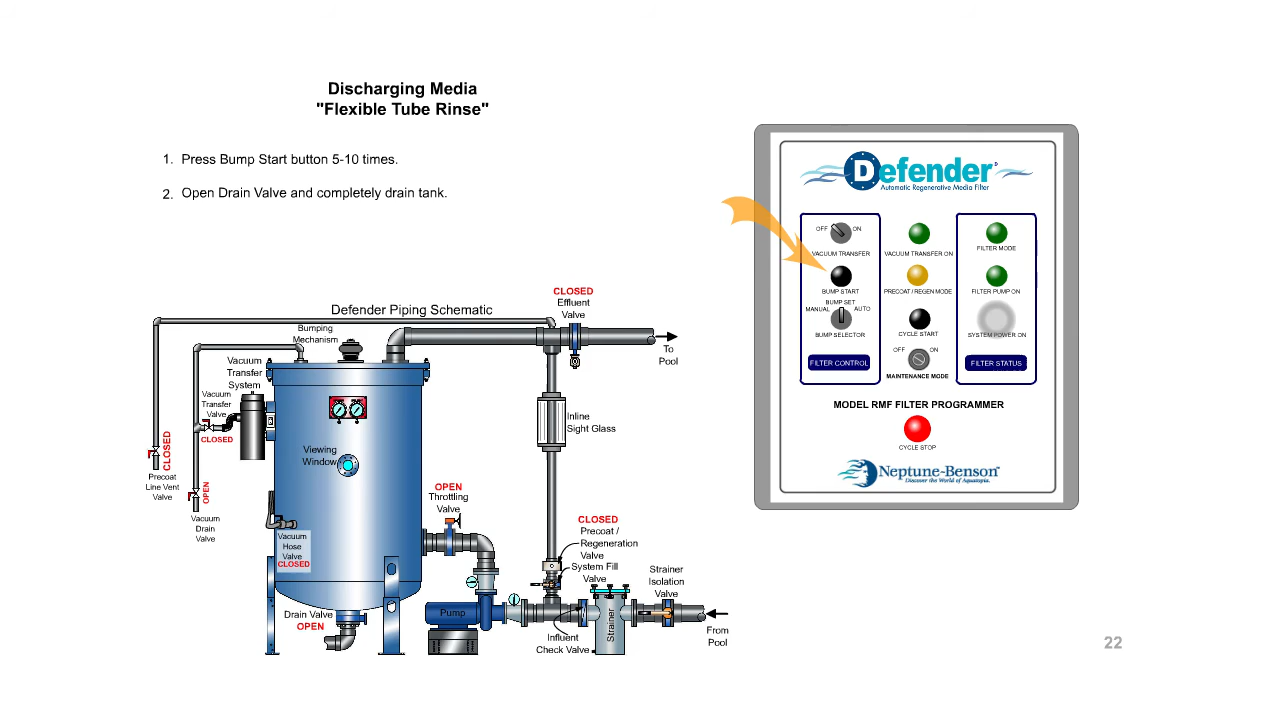 Discharging Media
"Flexible Tube Rinse"
1. Press Bump Start button 5-10 times.
2. Open Drain Valve and completely drain tank.
Defender Piping Schematic
CLOSED
Effluent
Valve
To
Pool
Bumping
Mechanism
Vacuum
Transfer
System
Vacuum
Transfer
Valve
CLOSED
CLOSED
Precoat
Line Vent
Valve
OPEN
Vacuum
Drain
Valve
Viewing
Window
Inline
Sight Glass
OPEN
Throttling
Valve
Vacuum
Hose
Valve
CLOSED
CLOSED
Precoat /
Regeneration
Valve
System Fill
Valve
Strainer
Isolation
Valve
Drain Valve
OPEN
Pump
Strainer
Influent
Check Valve
From
Pool
Defender
Automatic Regenerative Media Filter
OFF ON
VACUUM TRANSFER
VACUUM TRANSFER ON
FILTER MODE
BUMP START
PRECOAT / REGEN MODE
FILTER PUMP ON
BUMP SET
MANUAL AUTO
BUMP SELECTOR
CYCLE START
SYSTEM POWER ON
OFF ON
MAINTENANCE MODE
FILTER CONTROL
FILTER STATUS
MODEL RMF FILTER PROGRAMMER
CYCLE STOP
Neptune-Benson
Discover the World of Aquatopia.
22